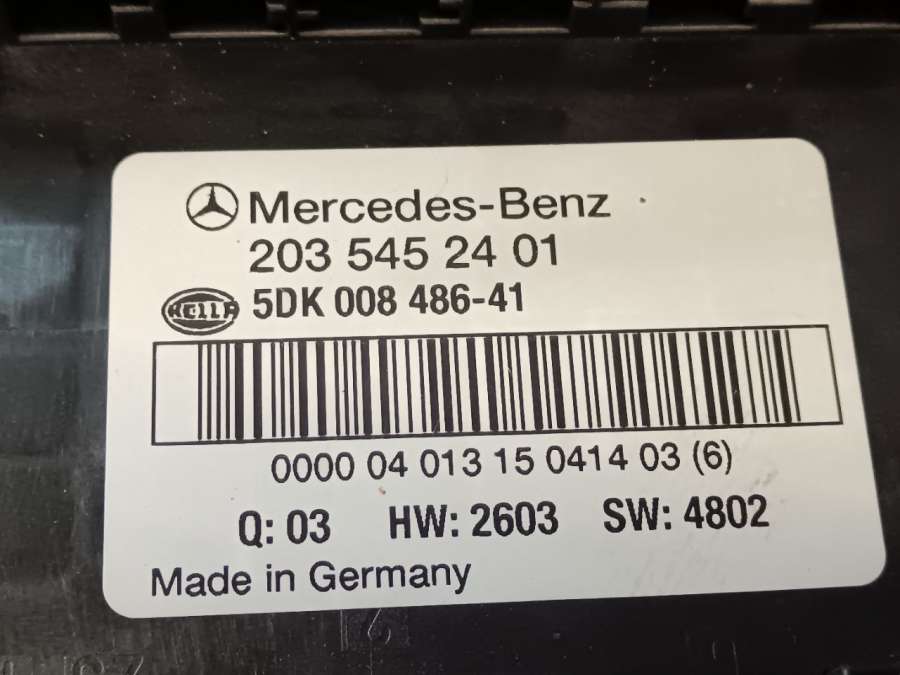 Mercedes-Benz
203 545 24 01
HELLA 5DK 008 486-41
0000 04 013 15 0414 03 (6)
Q: 03 HW: 2603 SW: 4802
Made in Germany